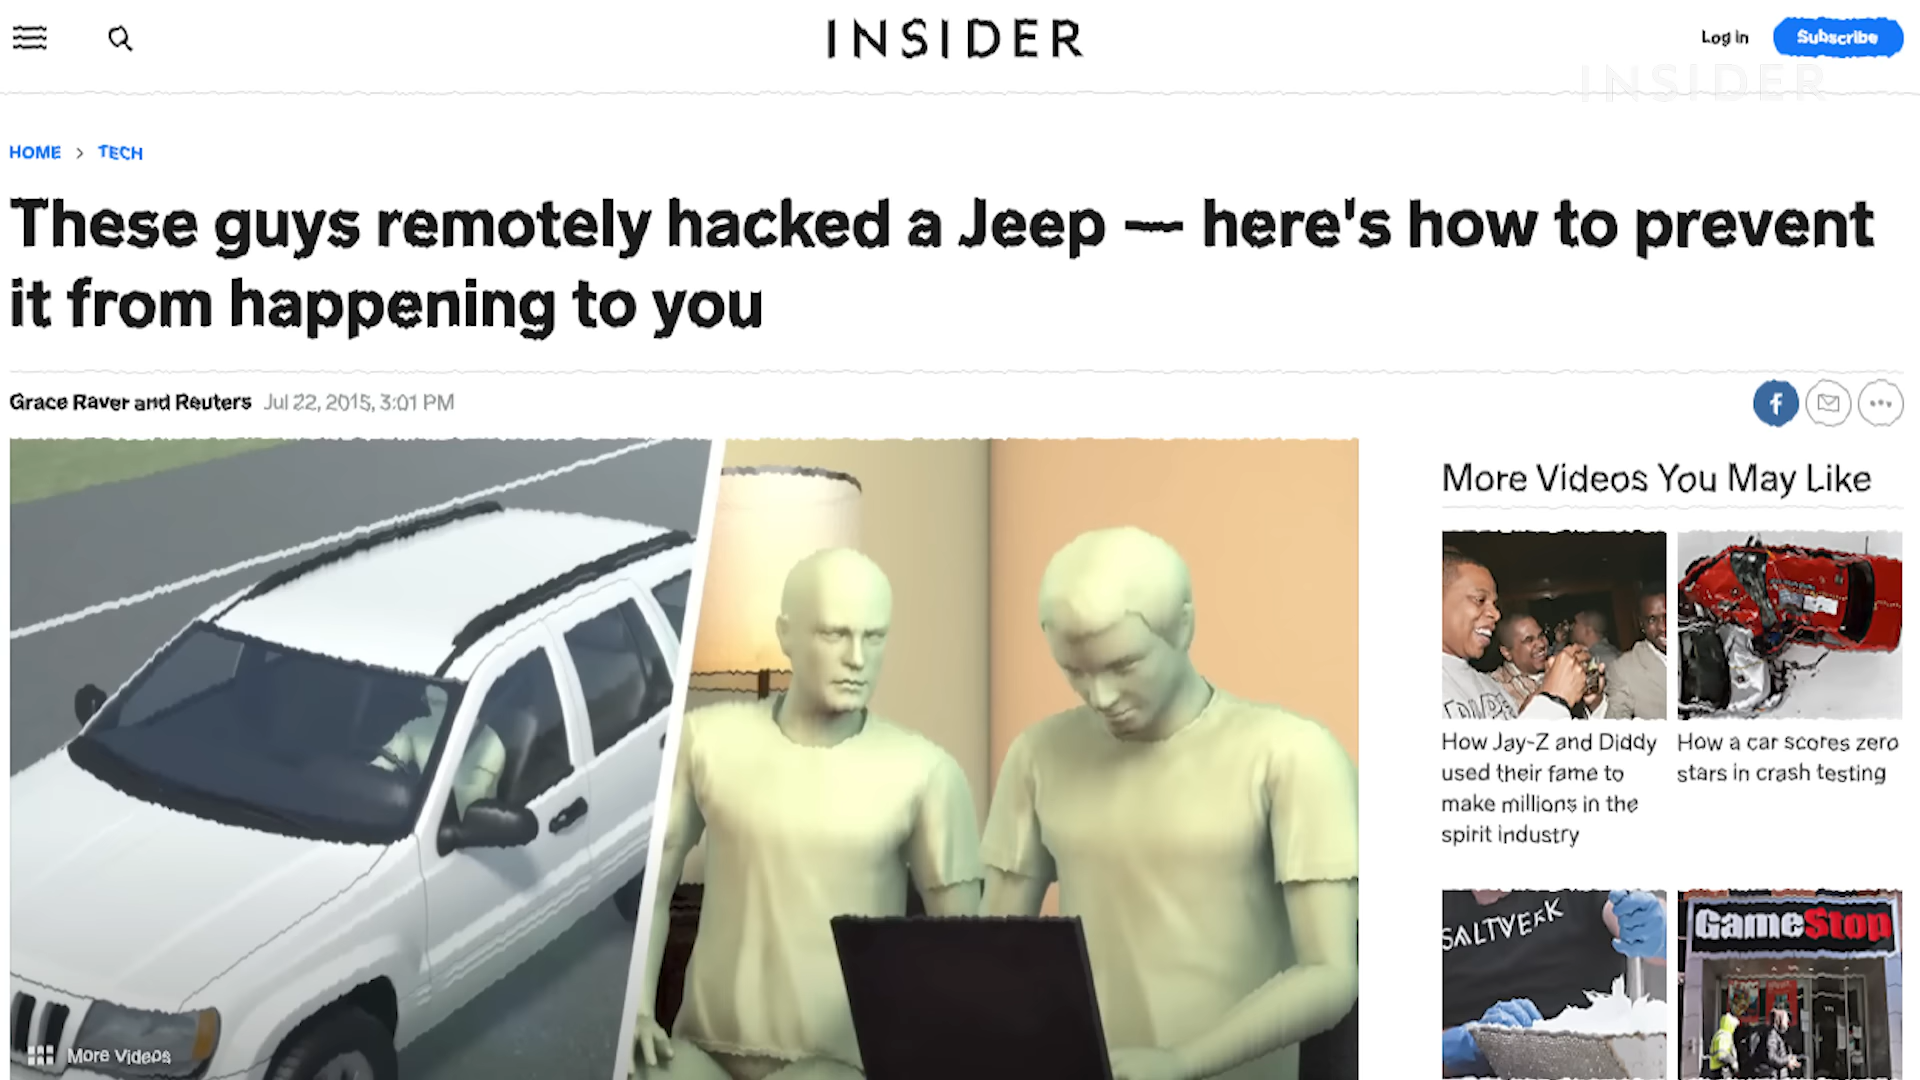 INSIDER
Log in
Subscribe
INSIDER
HOME > TECH
These guys remotely hacked a Jeep — here's how to prevent
it from happening to you
Grace Raver and Reuters Jul 22, 2015, 3:01 PM
More Videos You May Like
How Jay-Z and Diddy
used their fame to
make millions in the
spirit industry
How a car scores zero
stars in crash testing
SALTVERK
GameStop
More Videos